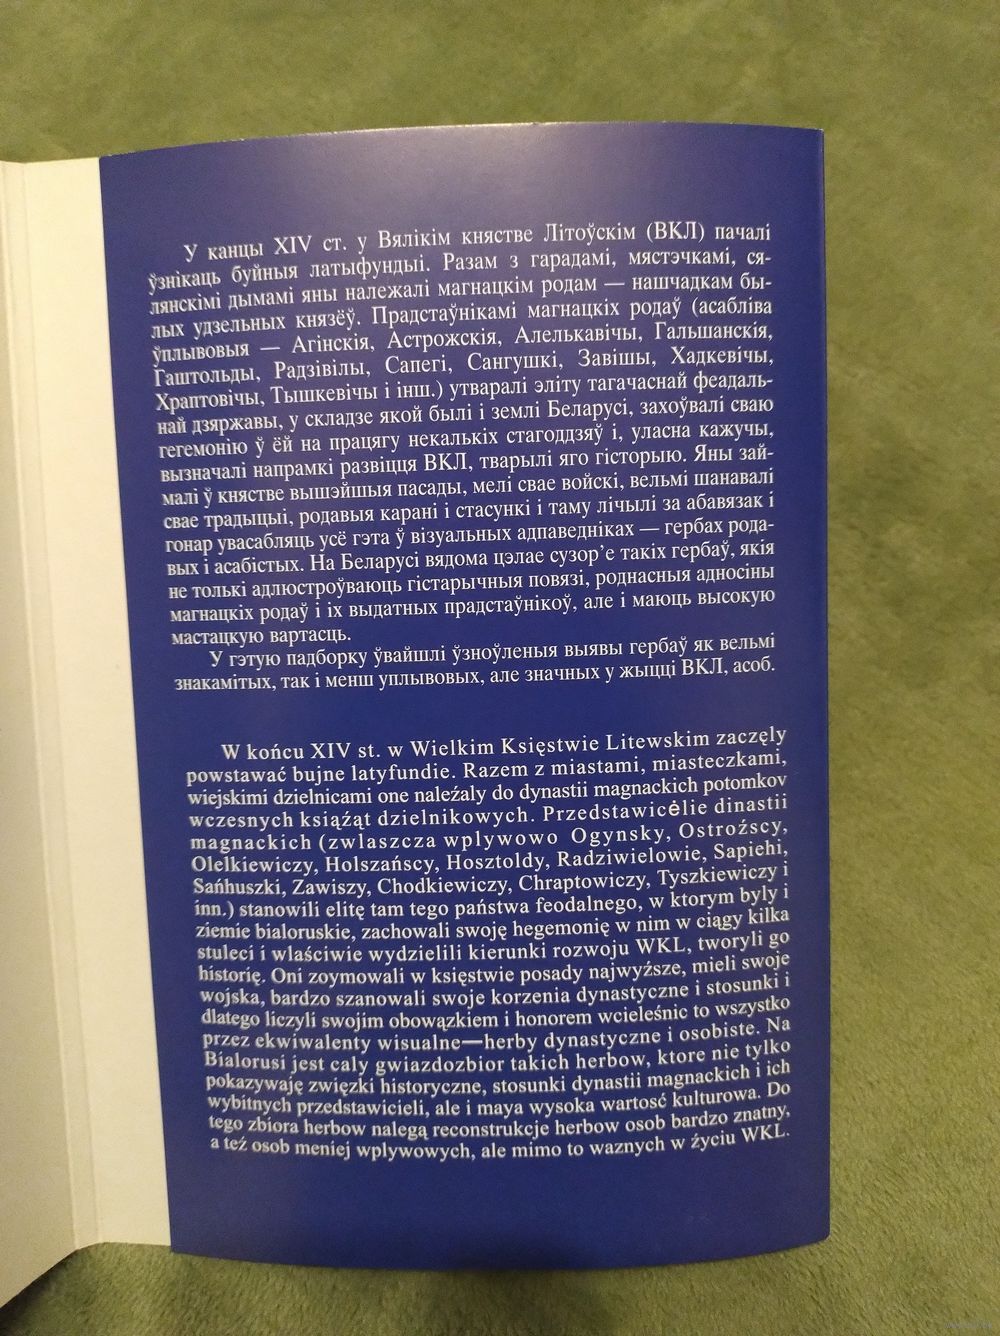 У канцы XIV ст. у Вялікім княстве Літоўскім (ВКЛ) пачалі
ўзнікаць буйныя латыфундыі. Разам з гарадамі, мястэчкамі, ся-
лянскімі дымамі яны належалі магнацкім родам — нашчадкам бы-
лых удзельных князёў. Прадстаўнікамі магнацкіх родаў (асабліва
ўплывовыя — Агінскія, Астрожскія, Алелькавічы, Гальшанскія,
Гаштольды, Радзівілы, Сапегі, Сангушкі, Завішы, Хадкевічы,
Храптовічы, Тышкевічы і інш.) утваралі эліту тагачаснай феадаль-
най дзяржавы, у складзе якой былі і землі Беларусі, захоўвалі сваю
гегемонію ў ёй на працягу некалькіх стагоддзяў і, уласна кажучы,
вызначалі напрамкі развіцця ВКЛ, тварылі яго гісторыю. Яны зай-
малі ў княстве вышэйшыя пасады, мелі свае войскі, вельмі шанавалі
свае традыцыі, родавыя карані і стасункі і таму лічылі за абавязак і
гонар увасабляць усё гэта ў візуальных адпаведніках — гербах рода-
вых і асабістых. На Беларусі вядома цэлае сузор’е такіх гербаў, якія
не толькі адлюстроўваюць гістарычныя повязі, роднасныя адносіны
магнацкіх родаў і іх выдатных прадстаўнікоў, але і маюць высокую
мастацкую вартасць.
У гэтую падборку ўвайшлі ўзноўленыя выявы гербаў як вельмі
знакамітых, так і менш уплывовых, але значных у жыцці ВКЛ, асоб.
W końcu XIV st. w Wielkim Księstwie Litewskim zaczęly
powstawać bujne latyfundie. Razem z miastami, miasteczkami,
wiejskimi dzielnicami one należaly do dynastii magnackich potomkov
wczesnych książąt dzielnikowych. Przedstawicėlie dinastii
magnackich (zwlaszcza wplywowo Ogynsky, Ostroźscy,
Olelkiewiczy, Holszańscy, Hosztoldy, Radziwielowie, Sapiehi,
Sańhuszki, Zawiszy, Chodkiewiczy, Chraptowiczy, Tyszkiewiczy i
inn.) stanowili elitę tam tego państwa feodalnego, w ktorym byly i
ziemie bialoruskie, zachowali swoję hegemonię w nim w ciągy kilka
stuleci i wlaściwie wydzielili kierunki rozwoju WKL, tworyli go
historię. Oni zoymowali w księstwie posady najwyźsze, mieli swoje
wojska, bardzo szanowali swoje korzenia dynastyczne i stosunki i
dlatego liczyli swojim obowązkiem i honorem wcieleśnic to wszystko
przez ekwiwalenty wisualne—herby dynastyczne i osobiste. Na
Bialorusi jest caly gwiazdozbior takich herbow, ktore nie tylko
pokazywaję zwięzki historyczne, stosunki dynastii magnackich i ich
wybitnych przedstawicieli, ale i maya wysoka wartosć kulturowa. Do
tego zbiora herbow nalegą reconstrukcje herbow osob bardzo znatny,
a też osob meniej wplywowych, ale mimo to waznych w źyciu WKL.